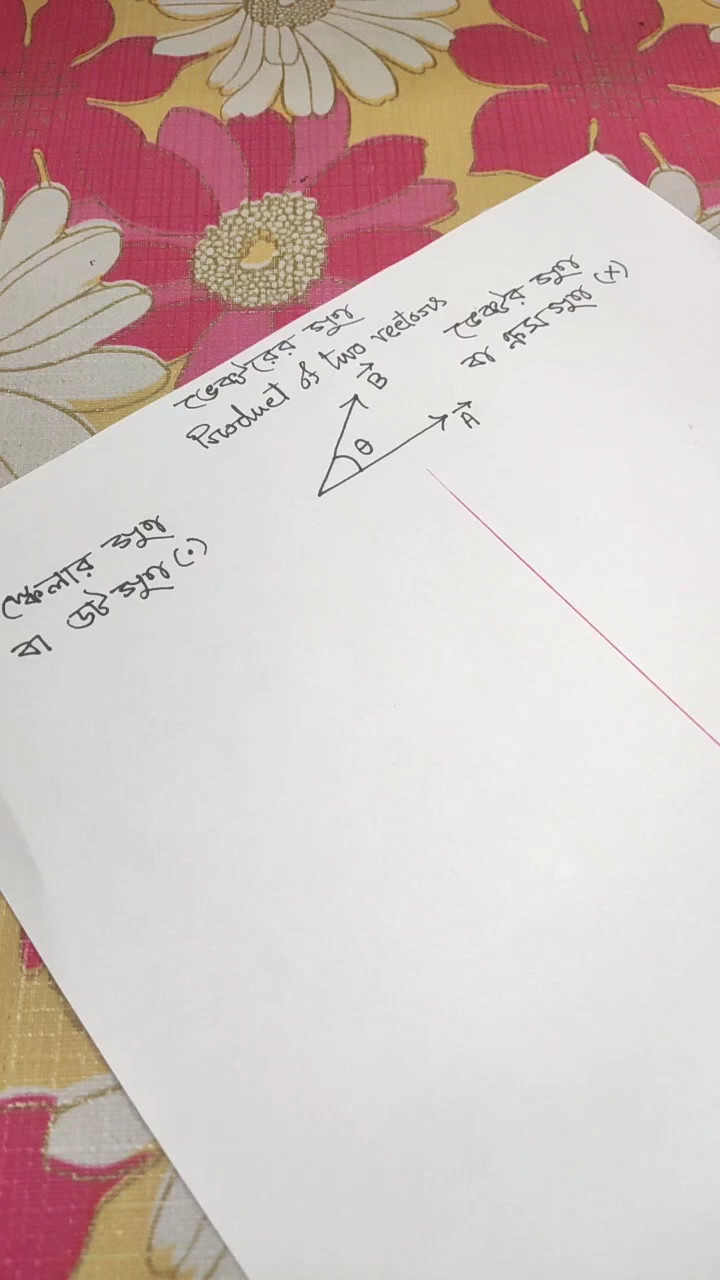 ভেক্টরের গুণ
Product of two vectors
B
θ
A
স্কেলার গুণ
বা ডট গুণ (·)
ভেক্টর গুণ
বা ক্রস গুণ (×)